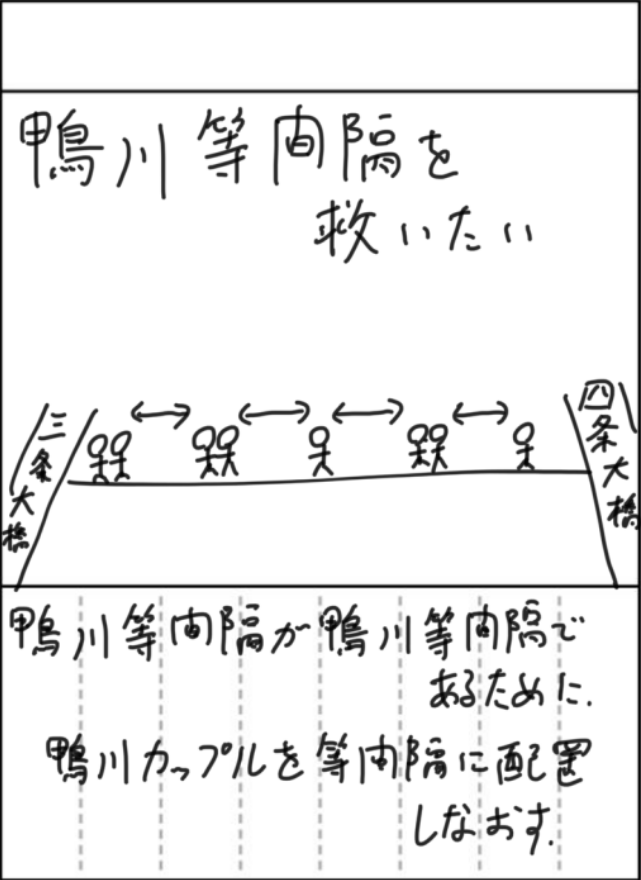 鴨川等間隔を
救いたい
三条大橋
四条大橋
鴨川等間隔が鴨川等間隔で
あるために.
鴨川カップルを等間隔に配置
しなおす.